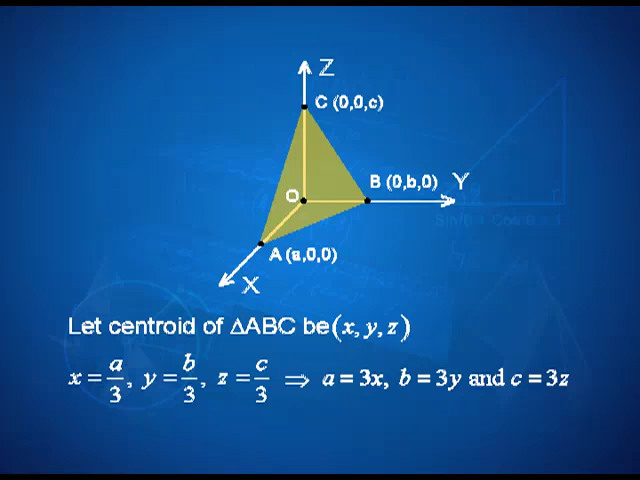 Z
C (0,0,c)
B (0,b,0)
Y
O
A (a,0,0)
X
Let centroid of ΔABC be (x, y, z)
x = a/3, y = b/3, z = c/3 ⇒ a = 3x, b = 3y and c = 3z